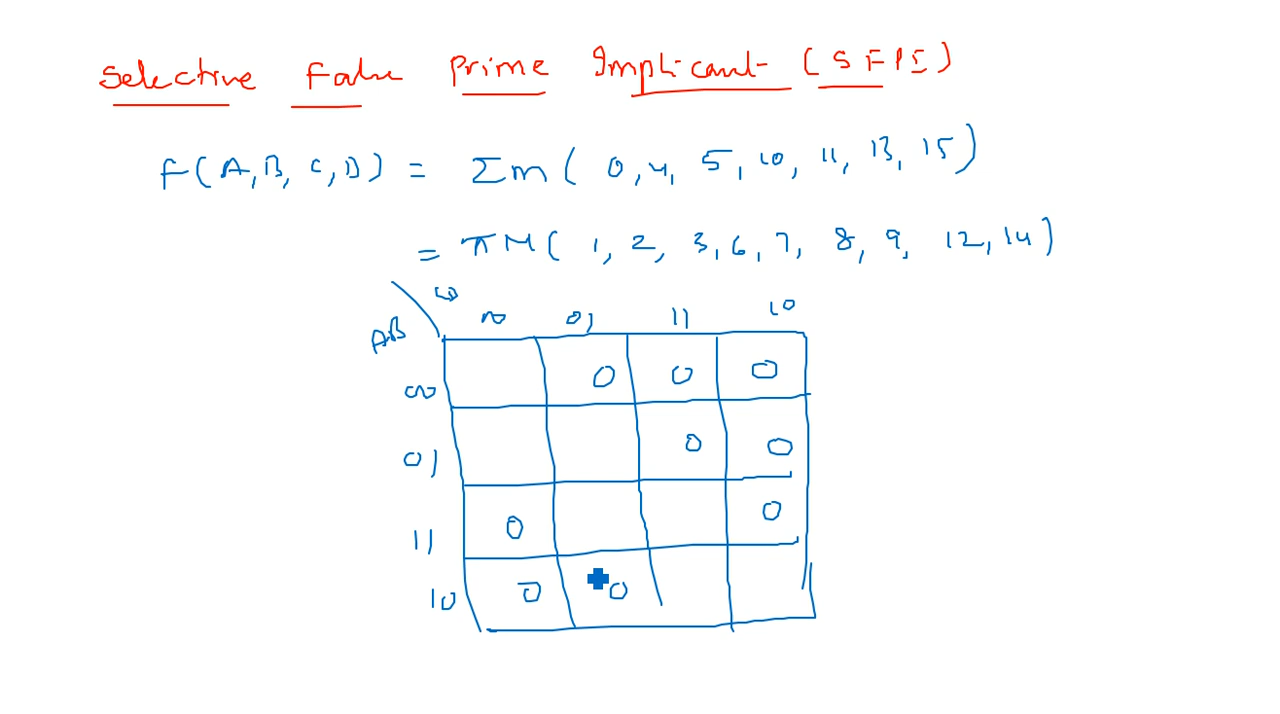 Selective False Prime Implicant (SFPI)
F(A,B,C,D) = Σm(0,4,5,10,11,13,15)
= πM(1,2,3,6,7,8,9,12,14)
CD
AB 00 01 11 10
00 0 0 0
01 0 0
11 0 0
10 0 0